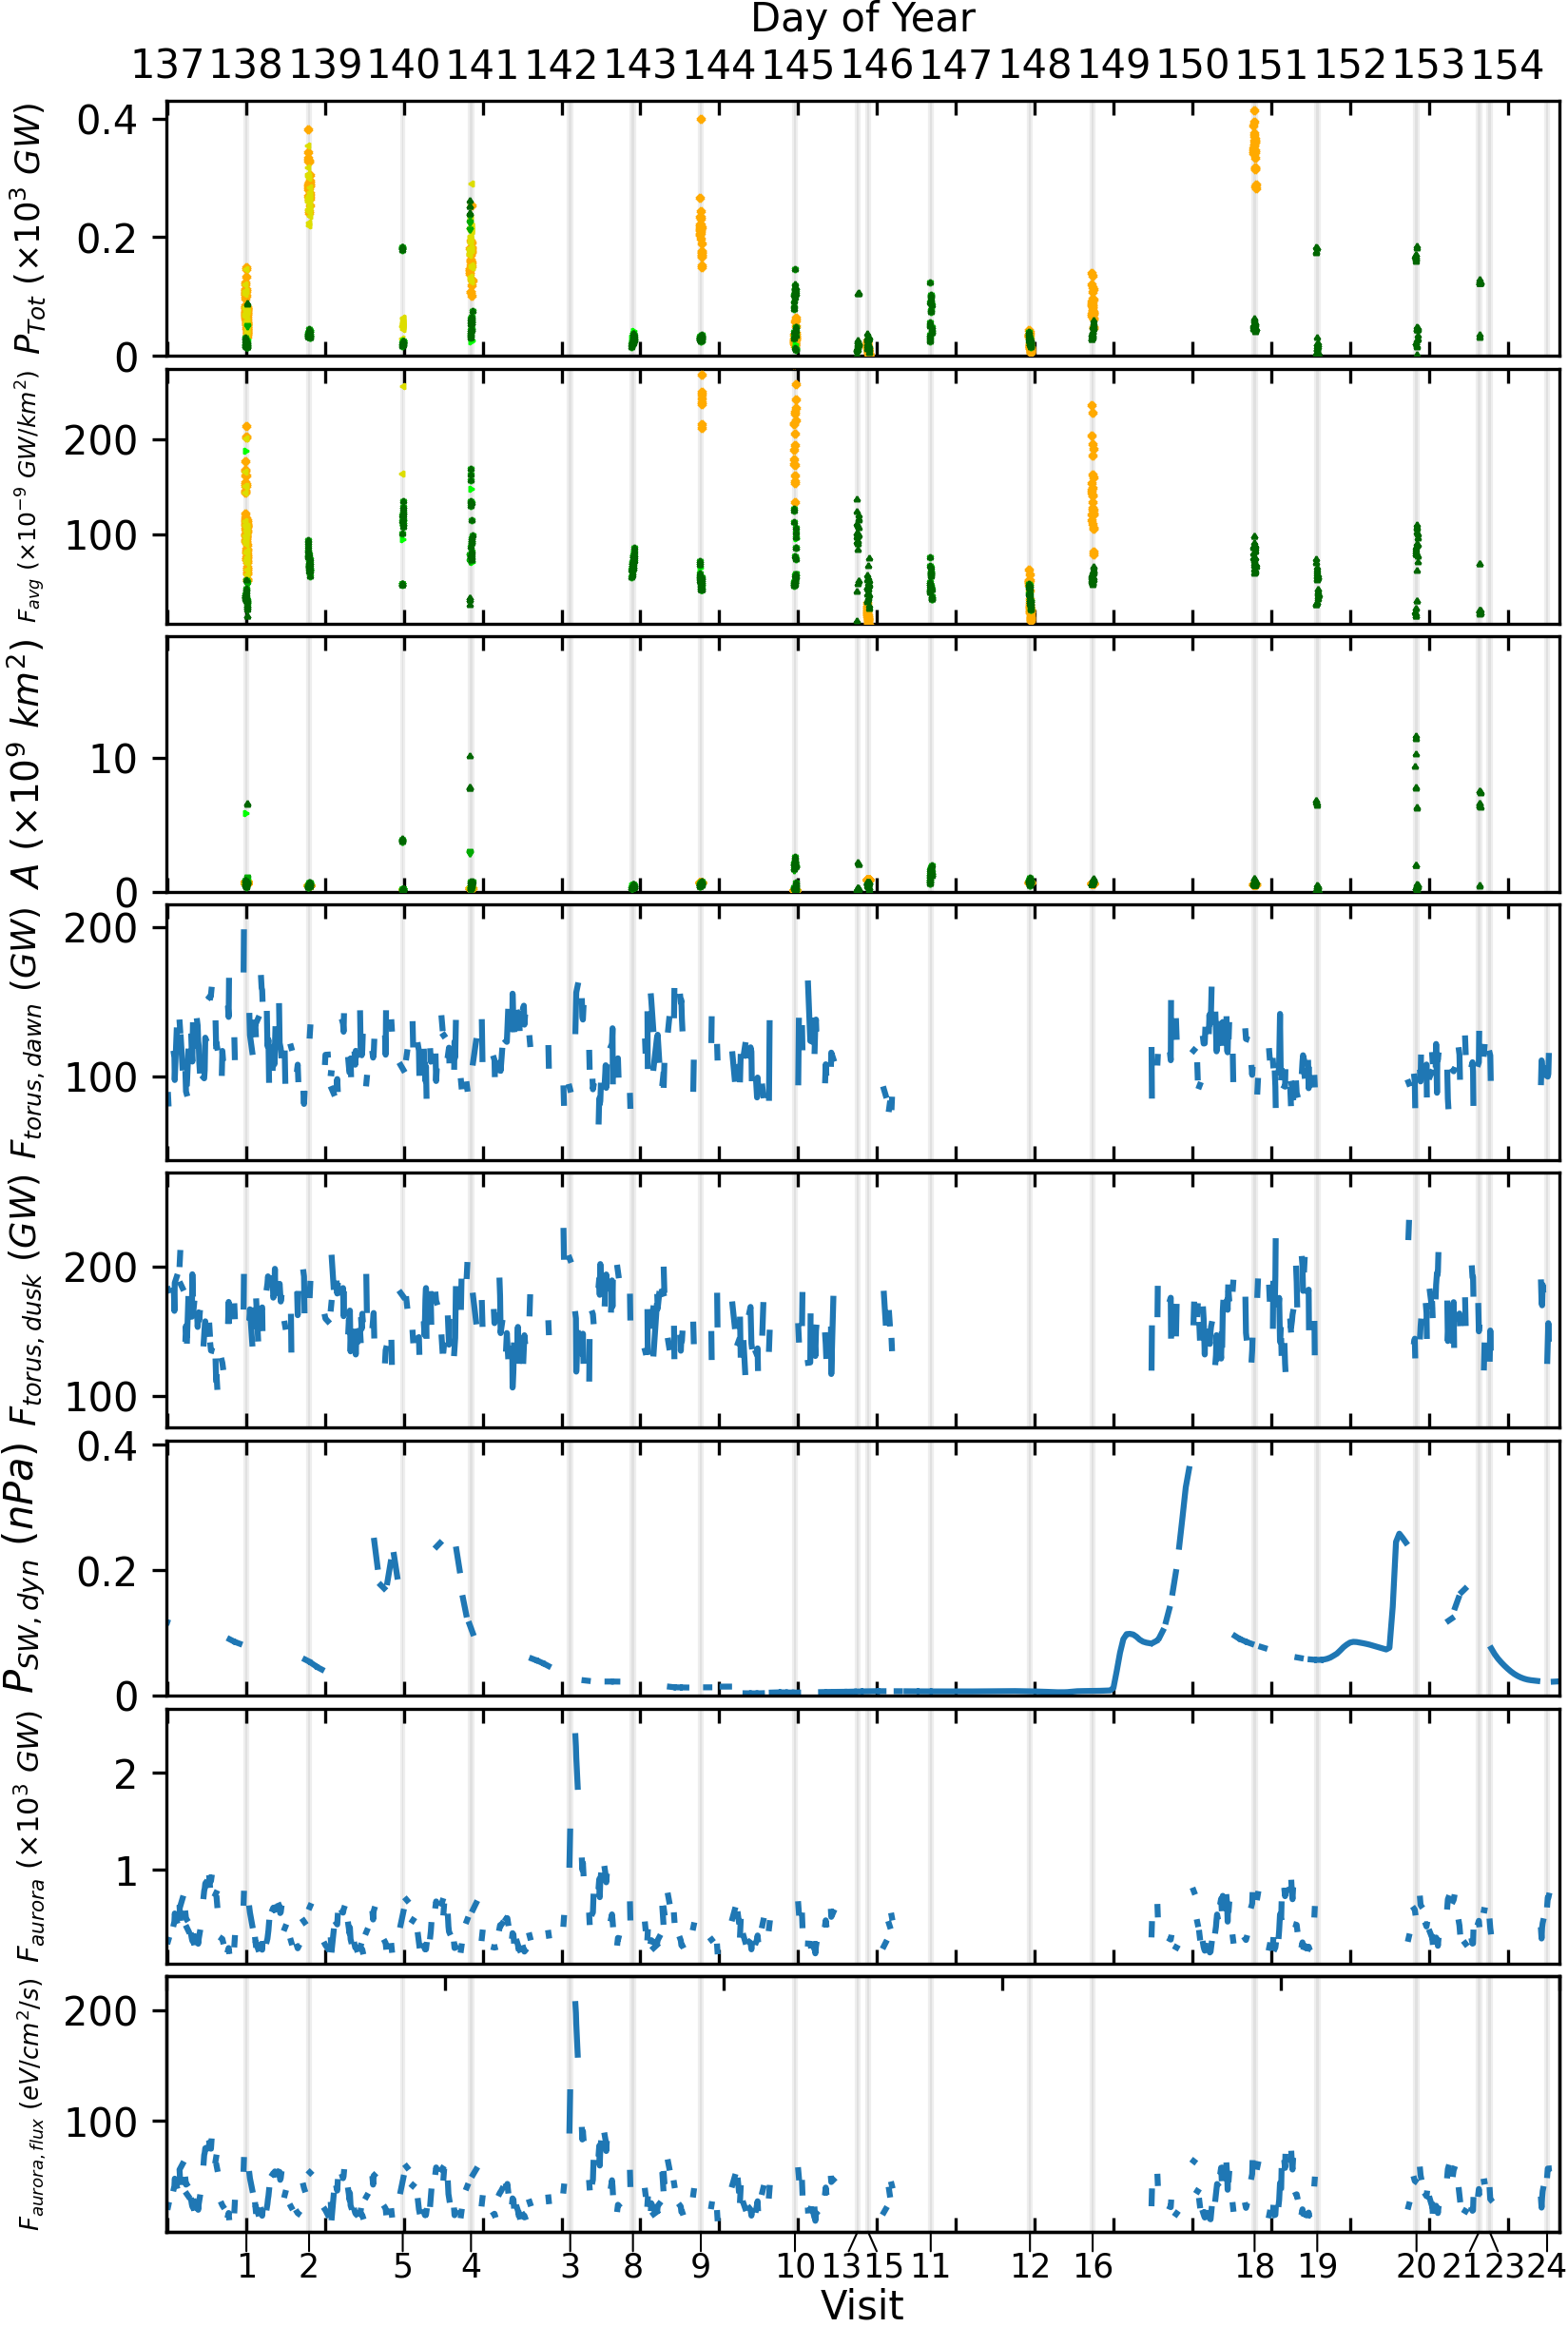 Day of Year
137 138 139 140 141 142 143 144 145 146 147 148 149 150 151 152 153 154
0.4
0.2
0
P_Tot (×10³ GW)
200
100
F_avg (×10⁻⁹ GW/km²)
10
0
A (×10⁹ km²)
200
100
F_torus, dawn (GW)
200
100
F_torus, dusk (GW)
0.4
0.2
0
P_SW, dyn (nPa)
2
1
F_aurora (×10³ GW)
200
100
F_aurora, flux (eV/cm²/s)
1 2 5 4 3 8 9 10 13 15 11 12 16 18 19 20 21 23 24
Visit